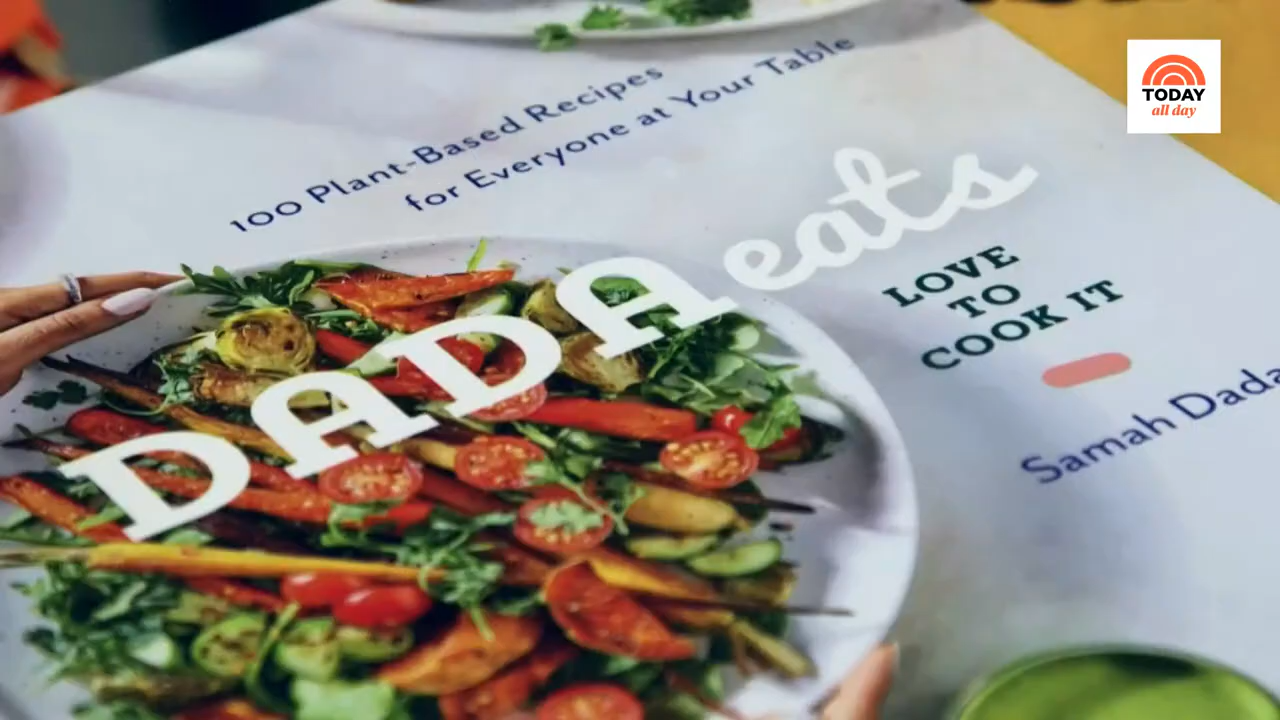 100 Plant-Based Recipes
for Everyone at Your Table
DADA eats
LOVE
TO
COOK IT
Samah Dada
TODAY
all day